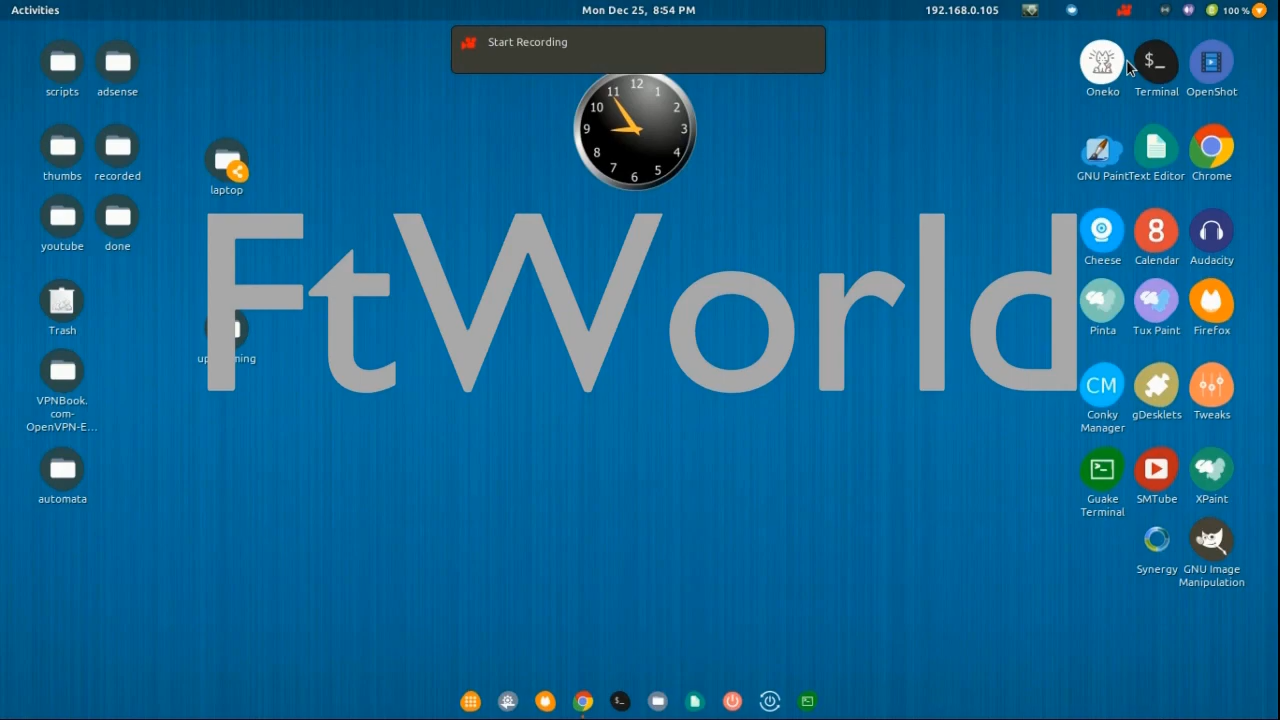 Activities
Mon Dec 25, 8:54 PM
192.168.0.105
100 %
Start Recording
12
11 1
10 2
9 3
8 4
7 5
6
scripts
adsense
thumbs
recorded
youtube
done
laptop
Trash
VPNBook.
com-
OpenVPN-E...
automata
FtWorld
Oneko
$_
Terminal
OpenShot
GNU Paint
Text Editor
Chrome
Cheese
8
Calendar
Audacity
Pinta
Tux Paint
Firefox
CM
Conky
Manager
gDesklets
Tweaks
Guake
Terminal
SMTube
XPaint
Synergy
GNU Image
Manipulation
$_